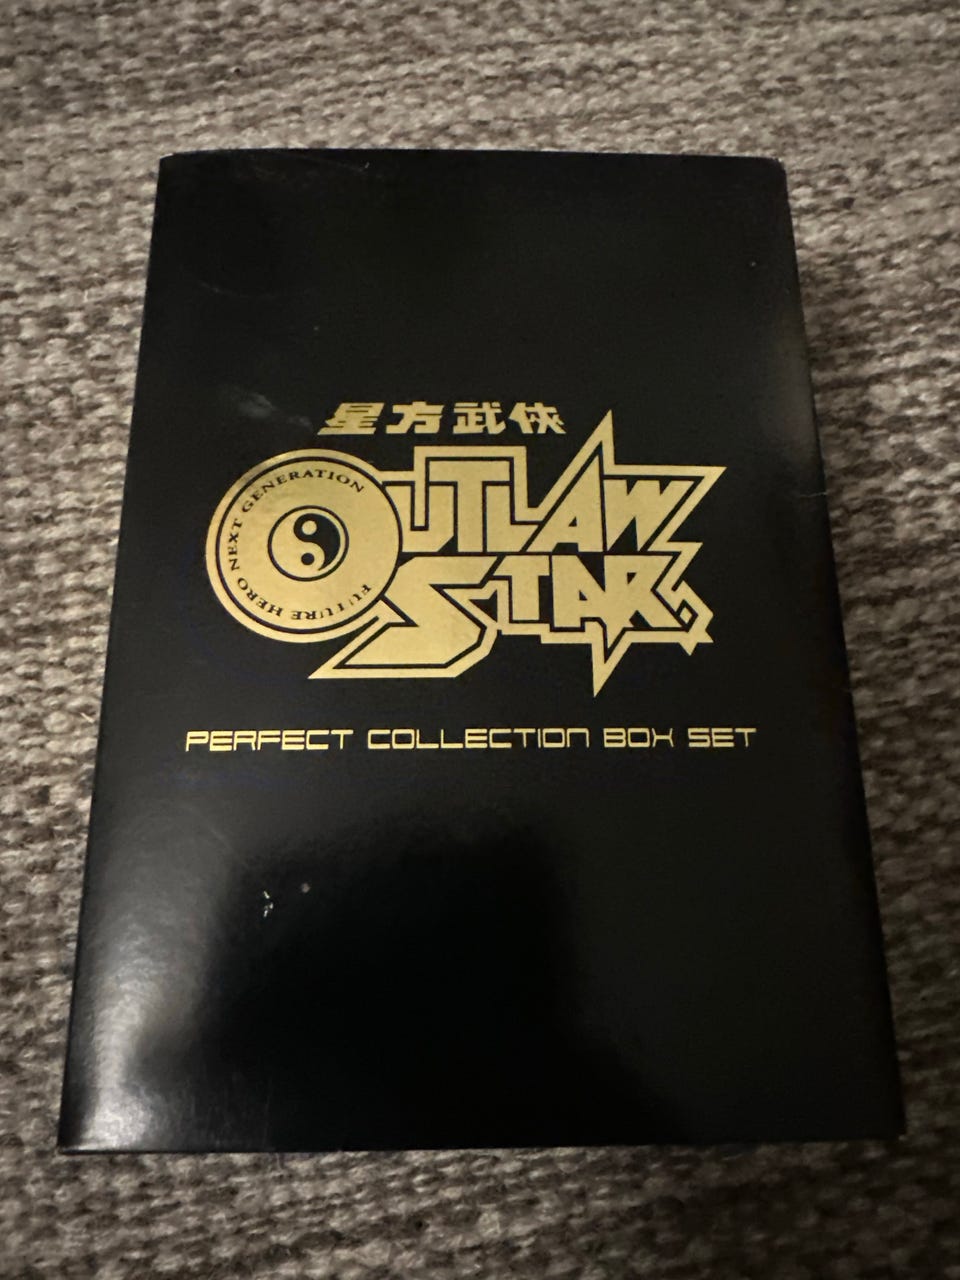 星方武侠
OUTLAW
STAR
FUTURE HERO NEXT GENERATION
PERFECT COLLECTION BOX SET